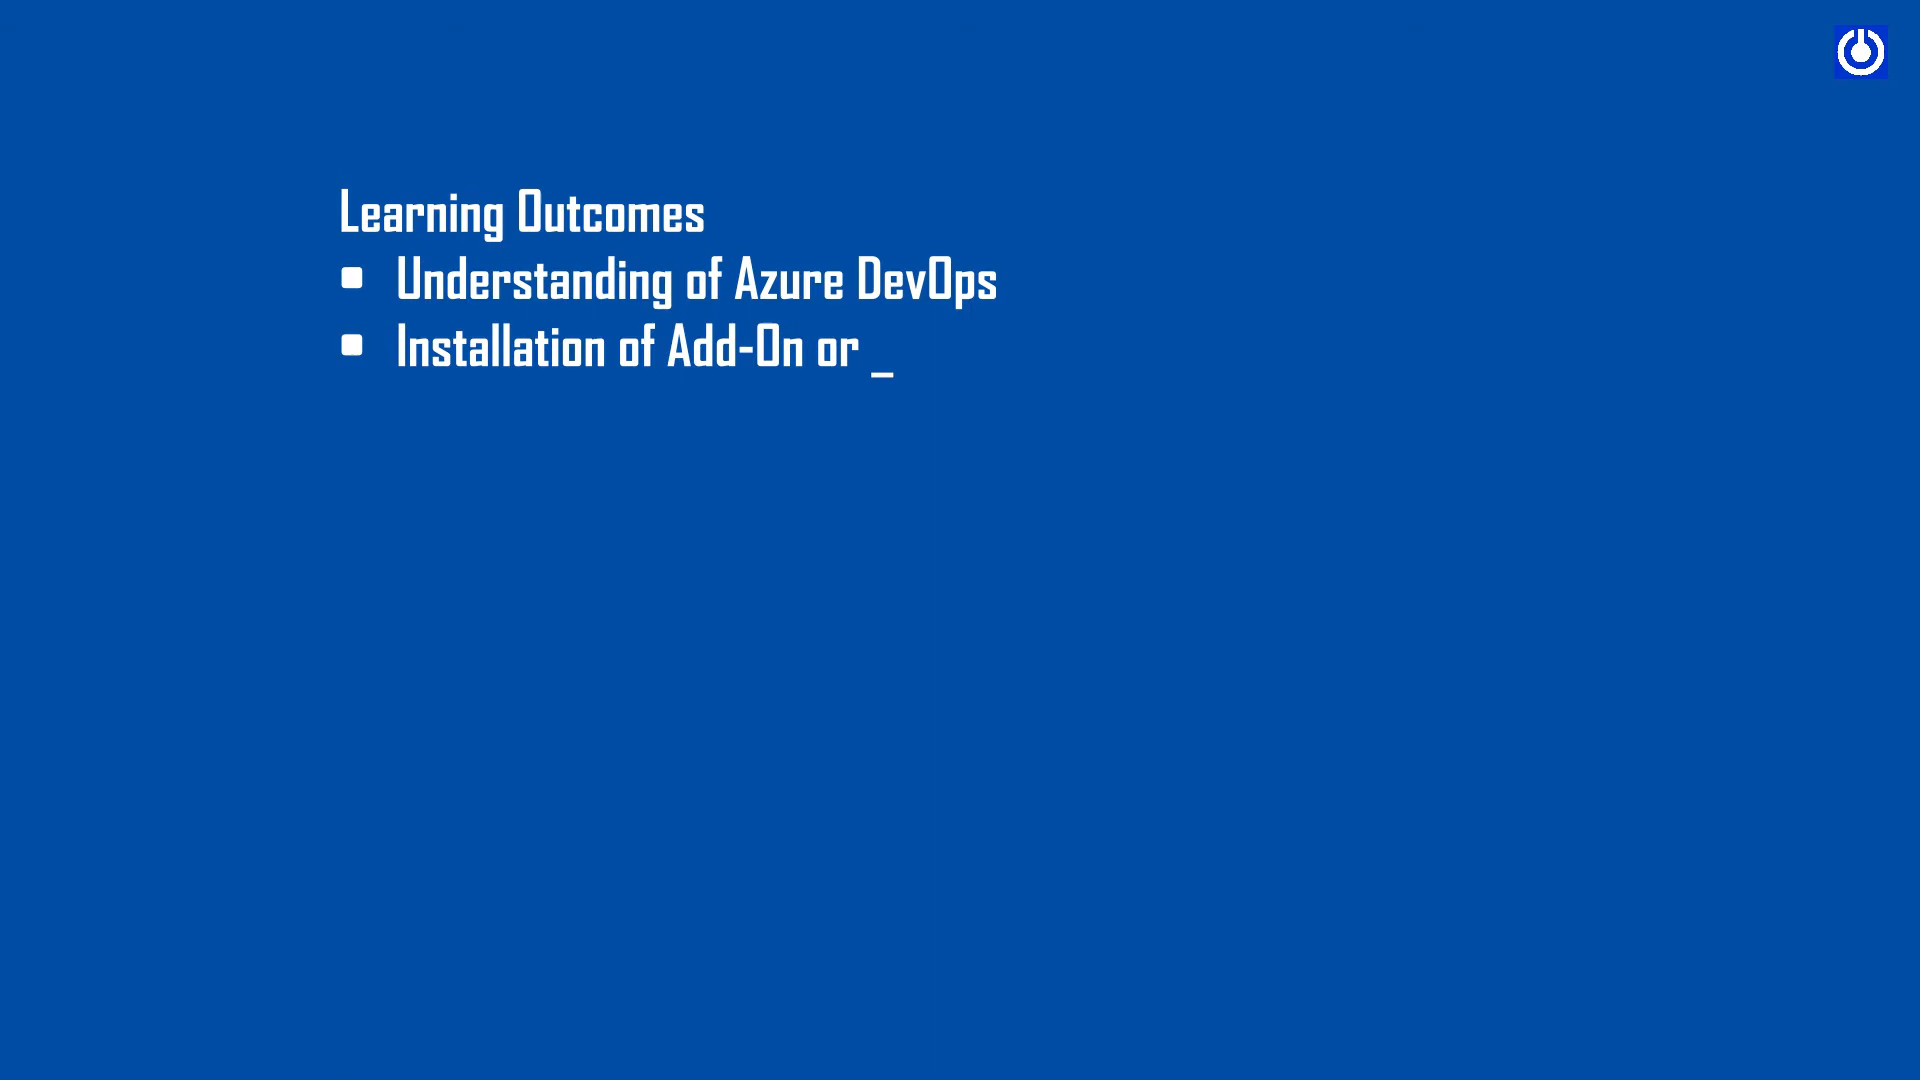 Learning Outcomes
▪ Understanding of Azure DevOps
▪ Installation of Add-On or _